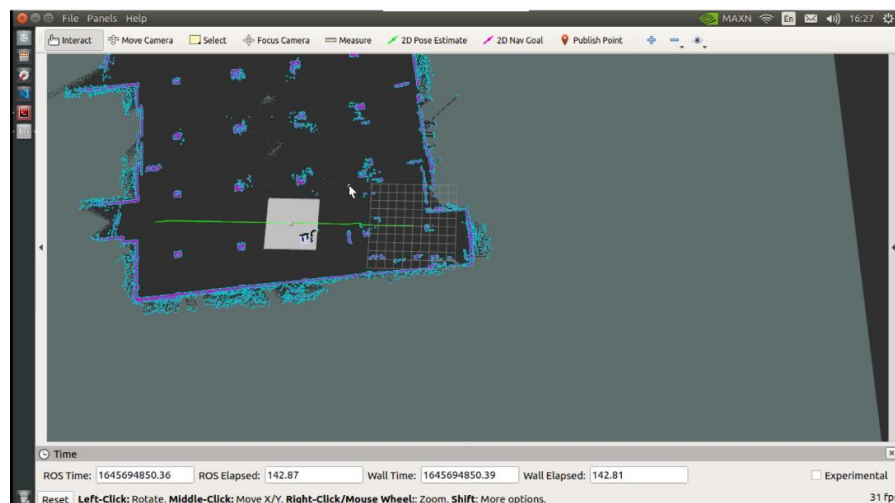 File Panels Help MAXN En 16:27
Interact Move Camera Select Focus Camera Measure 2D Pose Estimate 2D Nav Goal Publish Point
Time
ROS Time: 1645694850.36 ROS Elapsed: 142.87 Wall Time: 1645694850.39 Wall Elapsed: 142.81 Experimental
Reset Left-Click: Rotate. Middle-Click: Move X/Y. Right-Click/Mouse Wheel:: Zoom. Shift: More options. 31 fps